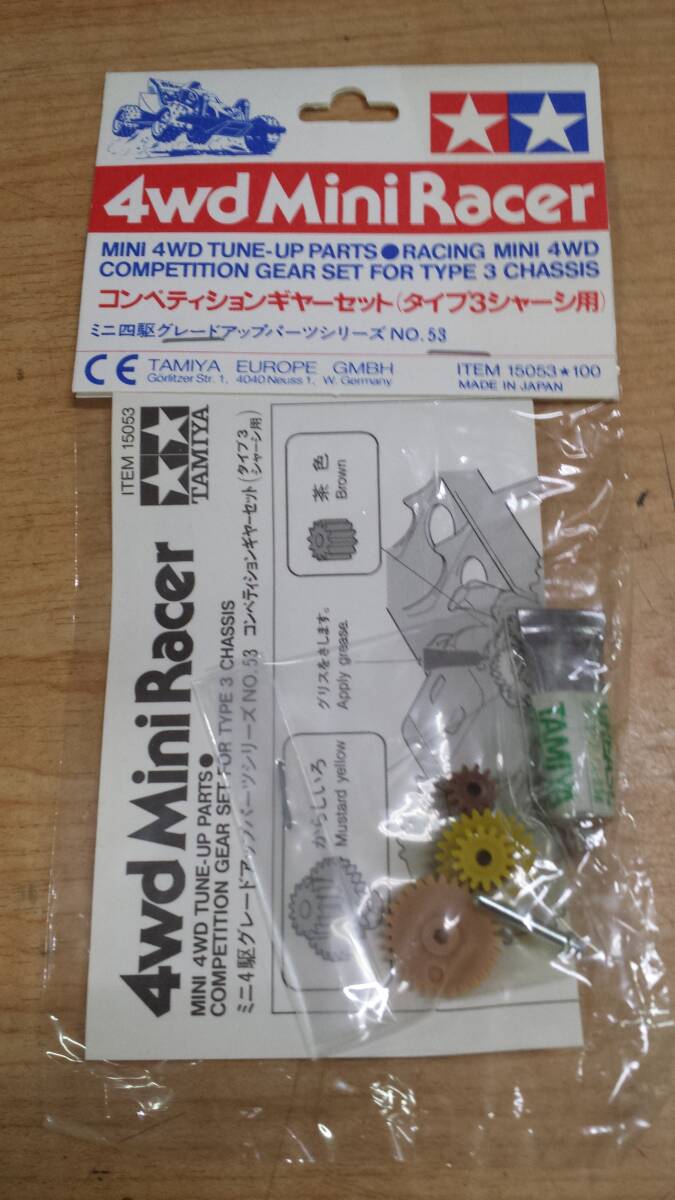 4wd Mini Racer
MINI 4WD TUNE-UP PARTS●RACING MINI 4WD
COMPETITION GEAR SET FOR TYPE 3 CHASSIS
コンペティションギヤーセット(タイプ3シャーシ用)
ミニ四駆グレードアップパーツシリーズ NO.53
CE TAMIYA EUROPE GMBH
Görlitzer Str. 1, 4040 Neuss 1, W. Germany
ITEM 15053★100
MADE IN JAPAN
ITEM 15053
TAMIYA
4wd Mini Racer
MINI 4WD TUNE-UP PARTS●
COMPETITION GEAR SET FOR TYPE 3 CHASSIS
ミニ4駆グレードアップパーツシリーズ NO.53 コンペティションギヤーセット(タイプ3シャーシ用)
茶色
Brown
グリスをさします。
Apply grease.
からしいろ
Mustard yellow
TAMIYA